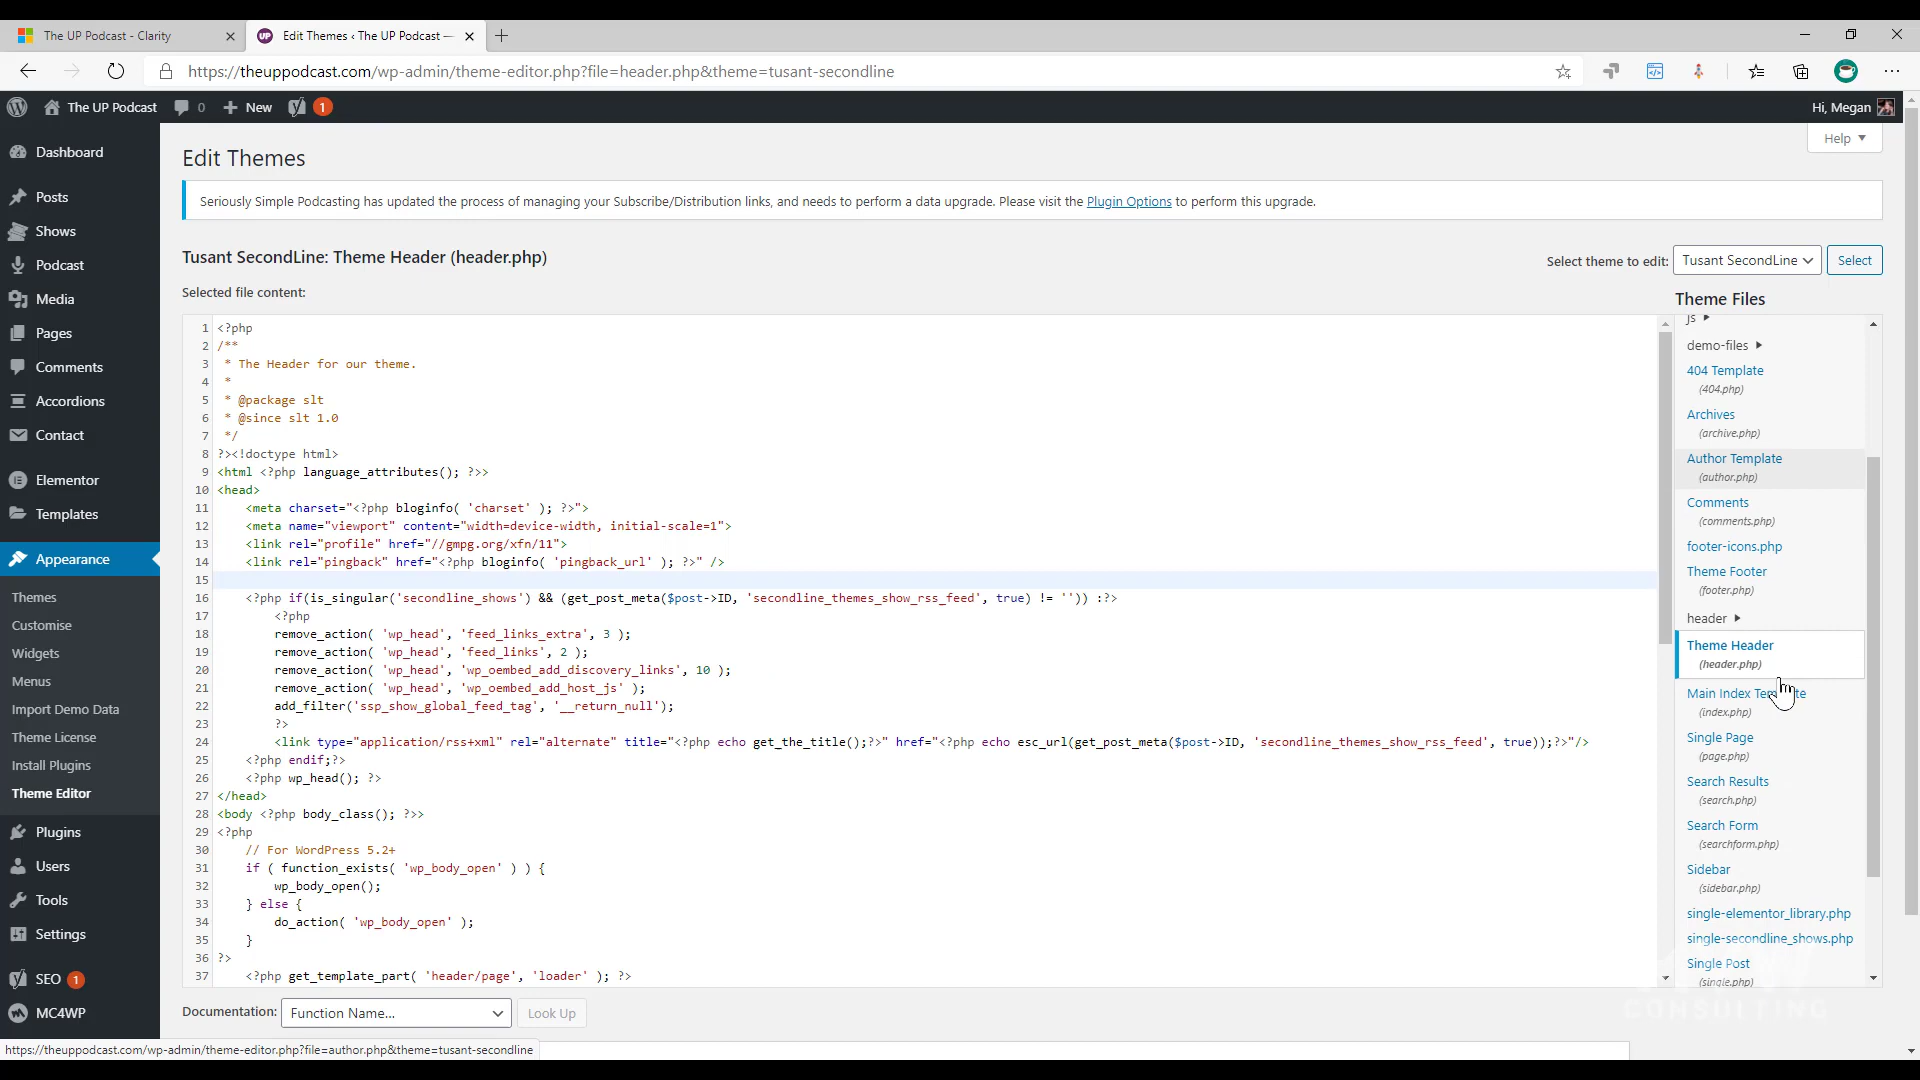 The UP Podcast - Clarity
UP Edit Themes ‹ The UP Podcast —
https://theuppodcast.com/wp-admin/theme-editor.php?file=header.php&theme=tusant-secondline
The UP Podcast 0 New 1
Hi, Megan
Help
Dashboard
Posts
Shows
Podcast
Media
Pages
Comments
Accordions
Contact
Elementor
Templates
Appearance
Themes
Customise
Widgets
Menus
Import Demo Data
Theme License
Install Plugins
Theme Editor
Plugins
Users
Tools
Settings
SEO 1
MC4WP
Edit Themes
Seriously Simple Podcasting has updated the process of managing your Subscribe/Distribution links, and needs to perform a data upgrade. Please visit the Plugin Options to perform this upgrade.
Tusant SecondLine: Theme Header (header.php)
Select theme to edit: Tusant SecondLine Select
Selected file content:
1 <?php
2 /**
3 * The Header for our theme.
4 *
5 * @package slt
6 * @since slt 1.0
7 */
8 ?><!doctype html>
9 <html <?php language_attributes(); ?>>
10 <head>
11 <meta charset="<?php bloginfo( 'charset' ); ?>">
12 <meta name="viewport" content="width=device-width, initial-scale=1">
13 <link rel="profile" href="//gmpg.org/xfn/11">
14 <link rel="pingback" href="<?php bloginfo( 'pingback_url' ); ?>" />
15
16 <?php if(is_singular('secondline_shows') && (get_post_meta($post->ID, 'secondline_themes_show_rss_feed', true) != '')) :?>
17 <?php
18 remove_action( 'wp_head', 'feed_links_extra', 3 );
19 remove_action( 'wp_head', 'feed_links', 2 );
20 remove_action( 'wp_head', 'wp_oembed_add_discovery_links', 10 );
21 remove_action( 'wp_head', 'wp_oembed_add_host_js' );
22 add_filter('ssp_show_global_feed_tag', '__return_null');
23 ?>
24 <link type="application/rss+xml" rel="alternate" title="<?php echo get_the_title();?>" href="<?php echo esc_url(get_post_meta($post->ID, 'secondline_themes_show_rss_feed', true));?>"/>
25 <?php endif;?>
26 <?php wp_head(); ?>
27 </head>
28 <body <?php body_class(); ?>>
29 <?php
30 // For WordPress 5.2+
31 if ( function_exists( 'wp_body_open' ) ) {
32 wp_body_open();
33 } else {
34 do_action( 'wp_body_open' );
35 }
36 ?>
37 <?php get_template_part( 'header/page', 'loader' ); ?>
Theme Files
js
demo-files
404 Template
(404.php)
Archives
(archive.php)
Author Template
(author.php)
Comments
(comments.php)
footer-icons.php
Theme Footer
(footer.php)
header
Theme Header
(header.php)
Main Index Template
(index.php)
Single Page
(page.php)
Search Results
(search.php)
Search Form
(searchform.php)
Sidebar
(sidebar.php)
single-elementor_library.php
single-secondline_shows.php
Single Post
(single.php)
CONSULTING
Documentation: Function Name... Look Up
https://theuppodcast.com/wp-admin/theme-editor.php?file=author.php&theme=tusant-secondline